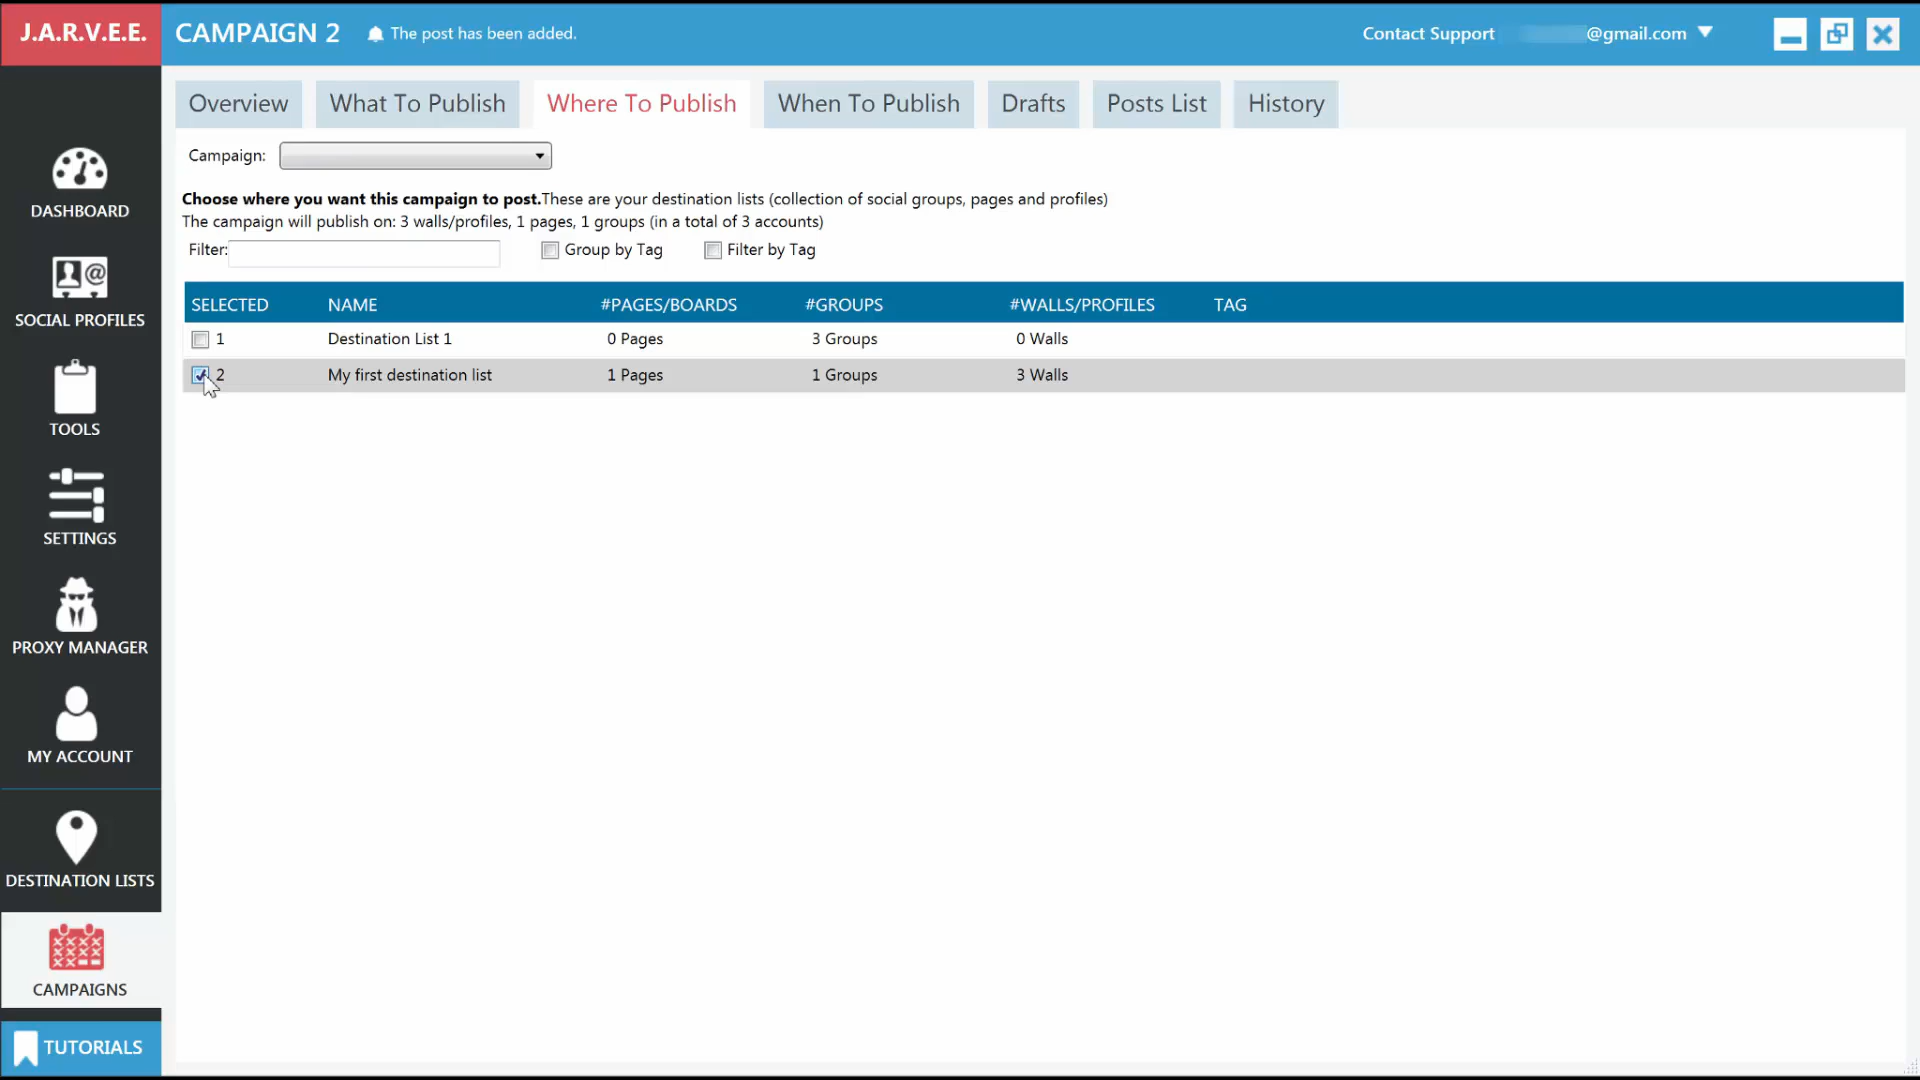 J.A.R.V.E.E.
CAMPAIGN 2
The post has been added.
Contact Support
@gmail.com
Overview
What To Publish
Where To Publish
When To Publish
Drafts
Posts List
History
Campaign:
Choose where you want this campaign to post.These are your destination lists (collection of social groups, pages and profiles)
The campaign will publish on: 3 walls/profiles, 1 pages, 1 groups (in a total of 3 accounts)
Filter:
Group by Tag
Filter by Tag
SELECTED NAME #PAGES/BOARDS #GROUPS #WALLS/PROFILES TAG
1 Destination List 1 0 Pages 3 Groups 0 Walls
2 My first destination list 1 Pages 1 Groups 3 Walls
DASHBOARD
SOCIAL PROFILES
TOOLS
SETTINGS
PROXY MANAGER
MY ACCOUNT
DESTINATION LISTS
CAMPAIGNS
TUTORIALS